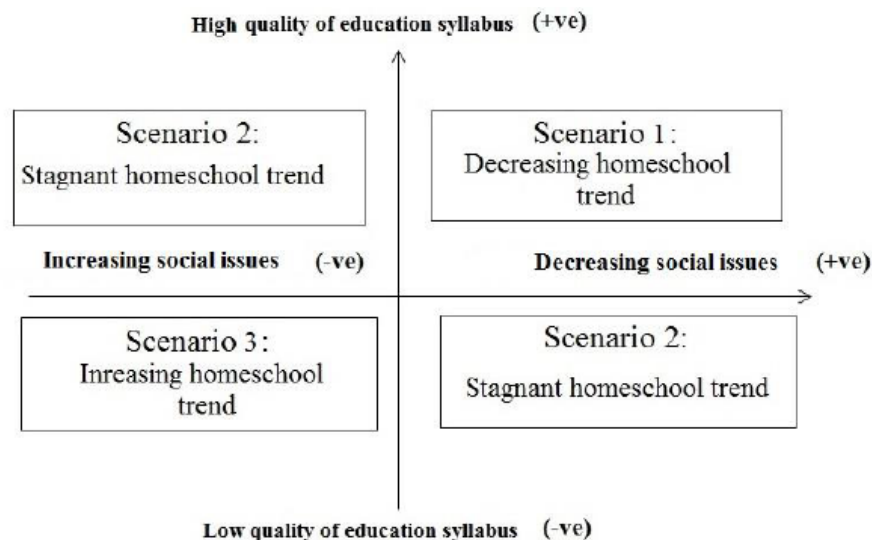 High quality of education syllabus (+ve)
Scenario 2:
Stagnant homeschool trend
Scenario 1:
Decreasing homeschool
trend
Increasing social issues (-ve)
Decreasing social issues (+ve)
Scenario 3:
Inreasing homeschool
trend
Scenario 2:
Stagnant homeschool trend
Low quality of education syllabus (-ve)